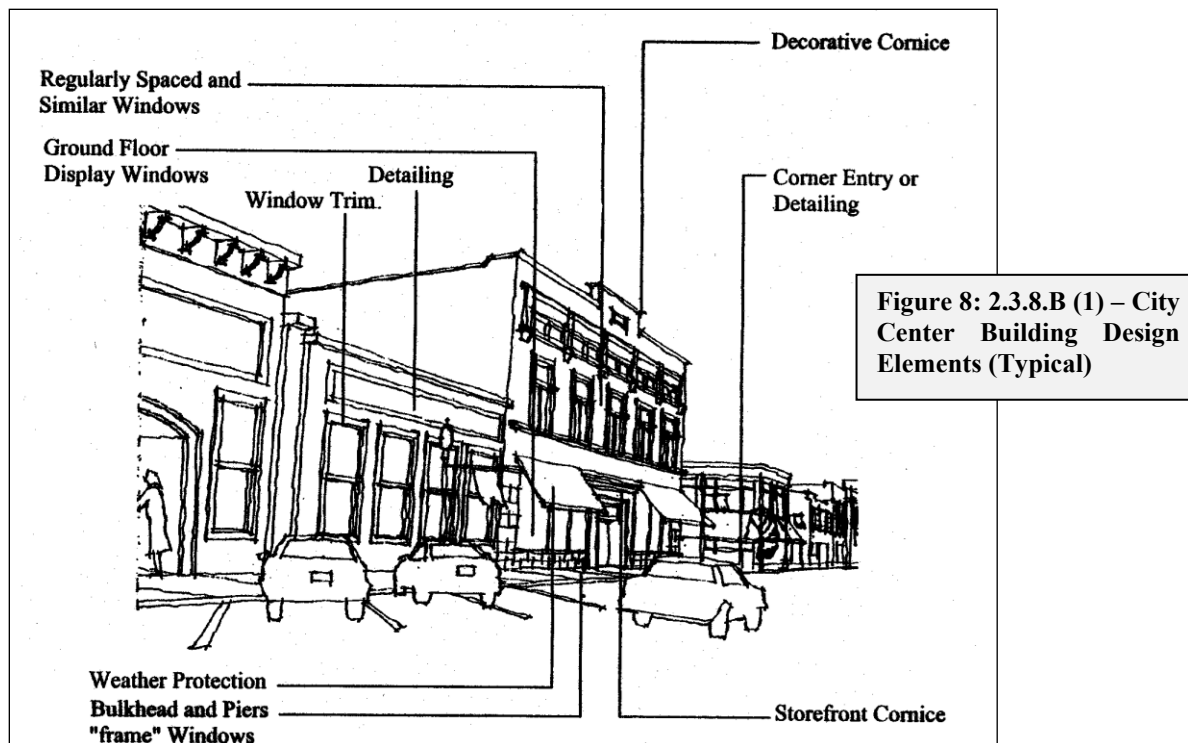 Decorative Cornice
Regularly Spaced and
Similar Windows
Ground Floor
Display Windows
Detailing
Window Trim.
Corner Entry or
Detailing
Figure 8: 2.3.8.B (1) – City
Center Building Design
Elements (Typical)
Weather Protection
Bulkhead and Piers
"frame" Windows
Storefront Cornice